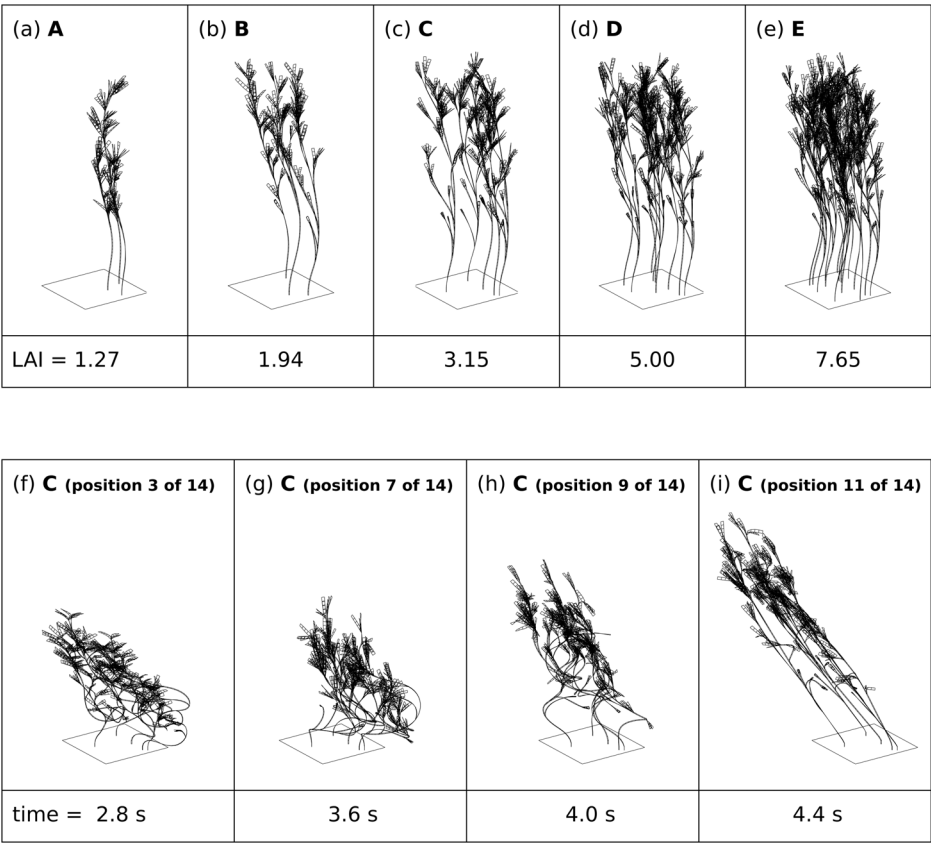 (a) A (b) B (c) C (d) D (e) E
LAI = 1.27 1.94 3.15 5.00 7.65
(f) C (position 3 of 14) (g) C (position 7 of 14) (h) C (position 9 of 14) (i) C (position 11 of 14)
time = 2.8 s 3.6 s 4.0 s 4.4 s